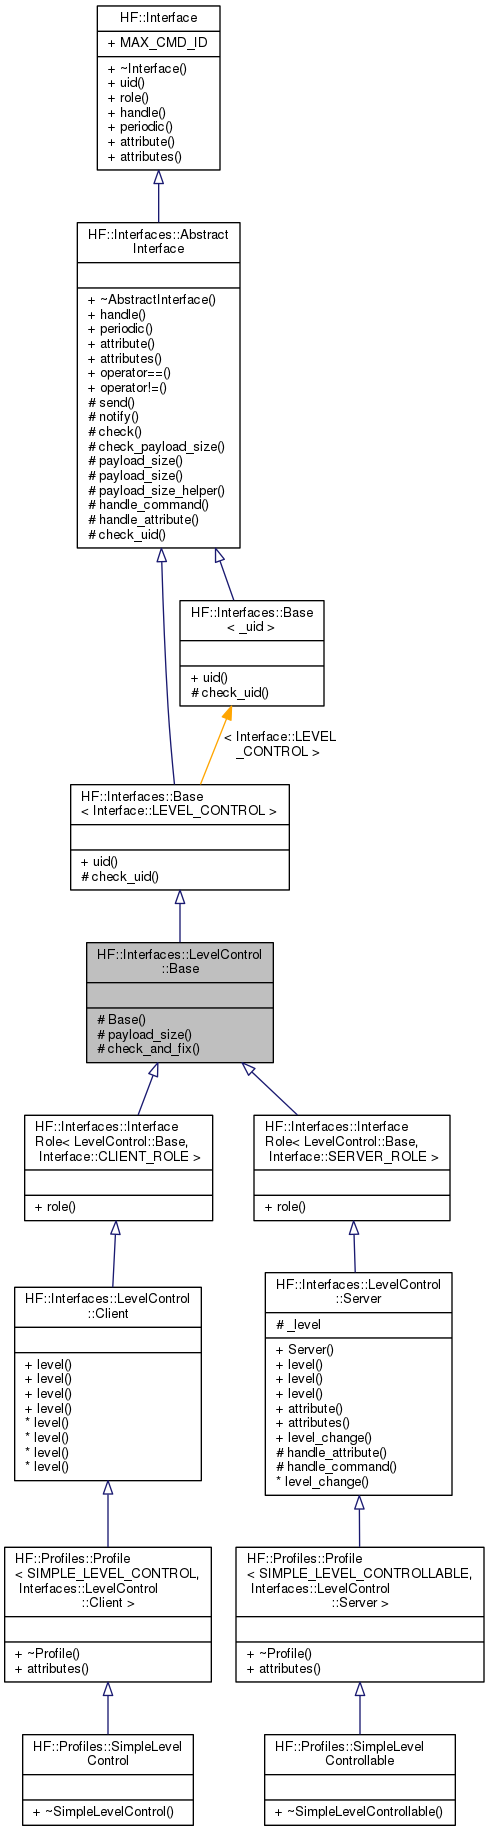 HF::Interface
+ MAX_CMD_ID
+ ~Interface()
+ uid()
+ role()
+ handle()
+ periodic()
+ attribute()
+ attributes()
HF::Interfaces::Abstract
Interface
+ ~AbstractInterface()
+ handle()
+ periodic()
+ attribute()
+ attributes()
+ operator==()
+ operator!=()
# send()
# notify()
# check()
# check_payload_size()
# payload_size()
# payload_size()
# payload_size_helper()
# handle_command()
# handle_attribute()
# check_uid()
HF::Interfaces::Base
< _uid >
+ uid()
# check_uid()
< Interface::LEVEL
_CONTROL >
HF::Interfaces::Base
< Interface::LEVEL_CONTROL >
+ uid()
# check_uid()
HF::Interfaces::LevelControl
::Base
# Base()
# payload_size()
# check_and_fix()
HF::Interfaces::Interface
Role< LevelControl::Base,
Interface::CLIENT_ROLE >
+ role()
HF::Interfaces::Interface
Role< LevelControl::Base,
Interface::SERVER_ROLE >
+ role()
HF::Interfaces::LevelControl
::Client
+ level()
+ level()
+ level()
+ level()
* level()
* level()
* level()
* level()
HF::Interfaces::LevelControl
::Server
# _level
+ Server()
+ level()
+ level()
+ level()
+ attribute()
+ attributes()
+ level_change()
# handle_attribute()
# handle_command()
* level_change()
HF::Profiles::Profile
< SIMPLE_LEVEL_CONTROL,
Interfaces::LevelControl
::Client >
+ ~Profile()
+ attributes()
HF::Profiles::Profile
< SIMPLE_LEVEL_CONTROLLABLE,
Interfaces::LevelControl
::Server >
+ ~Profile()
+ attributes()
HF::Profiles::SimpleLevel
Control
+ ~SimpleLevelControl()
HF::Profiles::SimpleLevel
Controllable
+ ~SimpleLevelControllable()